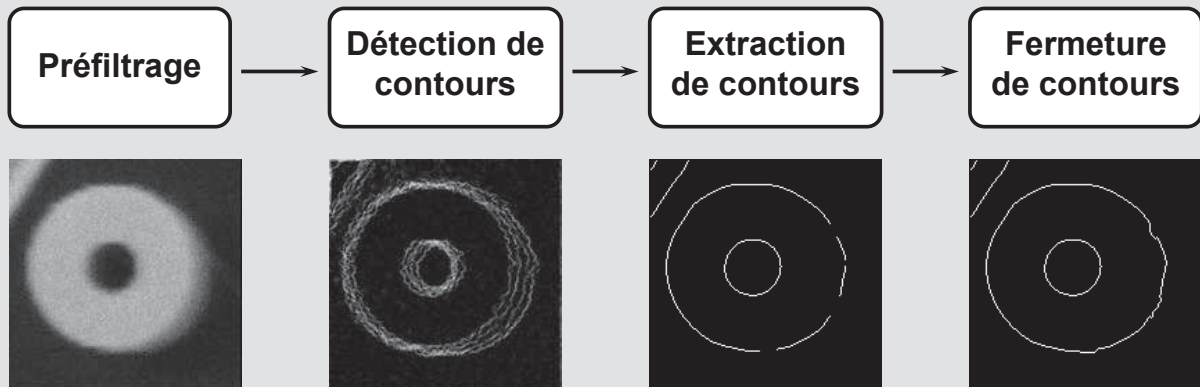 Préfiltrage
Détection de
contours
Extraction
de contours
Fermeture
de contours